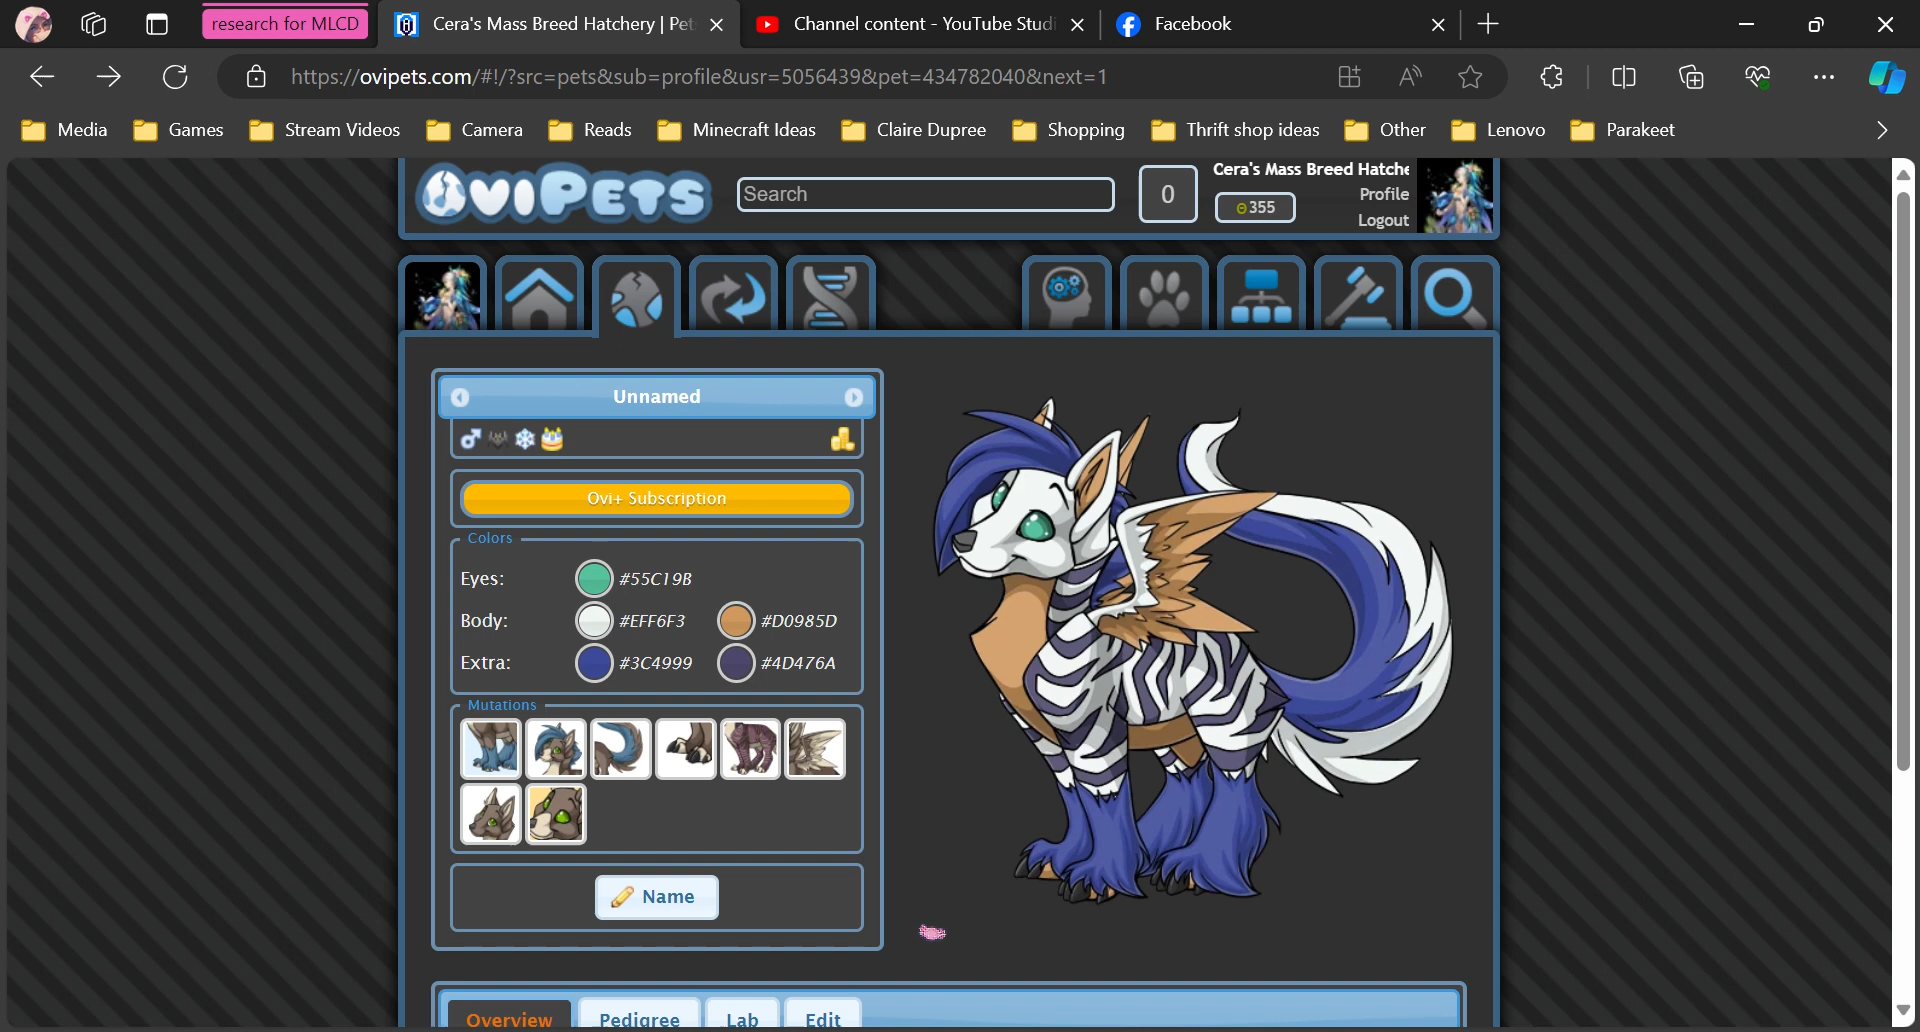 research for MLCD
Cera's Mass Breed Hatchery | Pet
Channel content - YouTube Studi
Facebook
https://ovipets.com/#!/?src=pets&sub=profile&usr=5056439&pet=434782040&next=1
Media
Games
Stream Videos
Camera
Reads
Minecraft Ideas
Claire Dupree
Shopping
Thrift shop ideas
Other
Lenovo
Parakeet
OviPets
Search
0
Cera's Mass Breed Hatche
355
Profile
Logout
Unnamed
Ovi+ Subscription
Colors
Eyes: #55C19B
Body: #EFF6F3 #D0985D
Extra: #3C4999 #4D476A
Mutations
Name
Overview
Pedigree
Lab
Edit